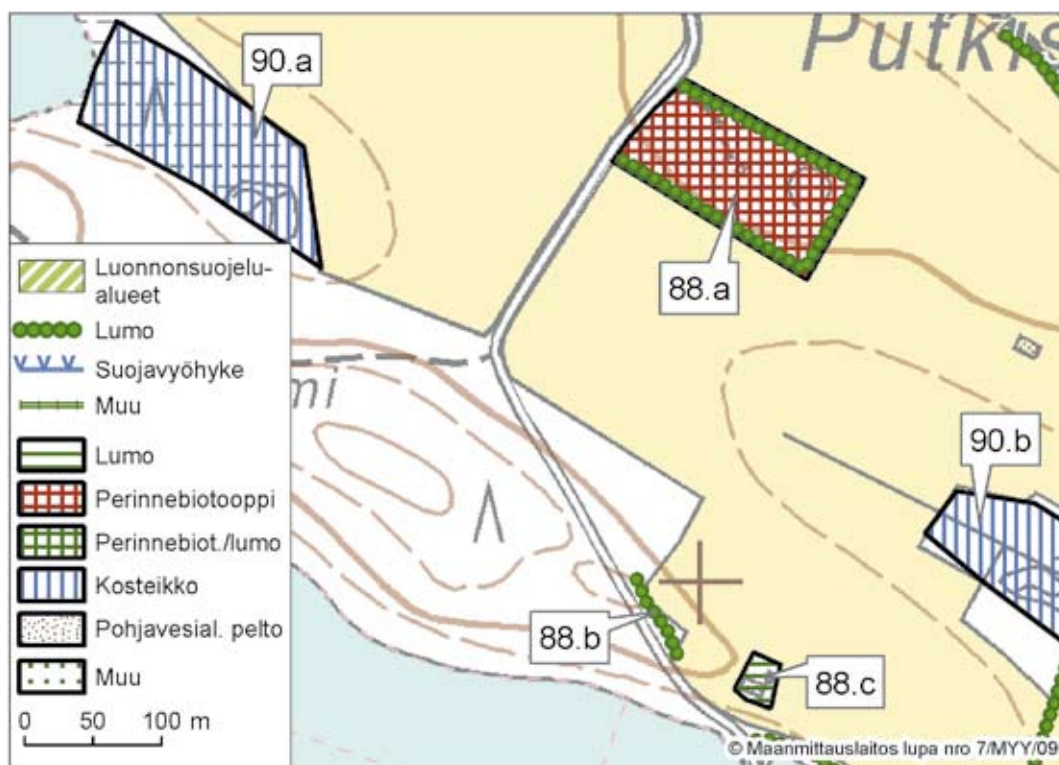 Putkis
90.a
88.a
mi
90.b
88.b
88.c
Luonnonsuojelu-
alueet
Lumo
Suojavyöhyke
Muu
Lumo
Perinnebiotooppi
Perinnebiot./lumo
Kosteikko
Pohjavesial. pelto
Muu
0 50 100 m
© Maanmittauslaitos lupa nro 7/MYY/09